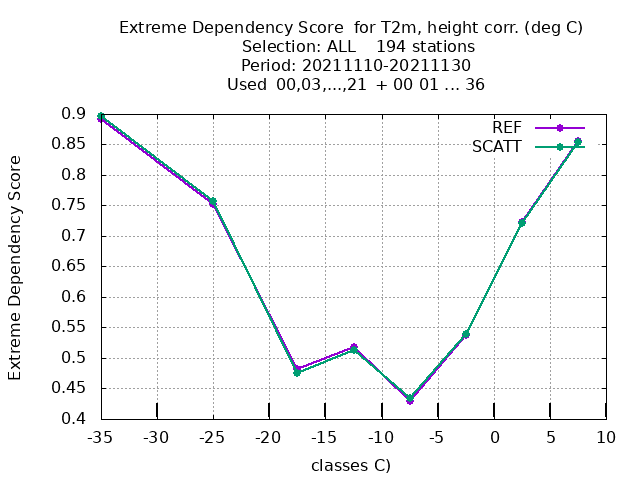 Extreme Dependency Score  for T2m, height corr. (deg C)
Selection: ALL    194 stations
Period: 20211110-20211130
Used  00,03,...,21  + 00 01 ... 36
REF
SCATT
Extreme Dependency Score
0.9
0.85
0.8
0.75
0.7
0.65
0.6
0.55
0.5
0.45
0.4
-35 -30 -25 -20 -15 -10 -5 0 5 10
classes C)